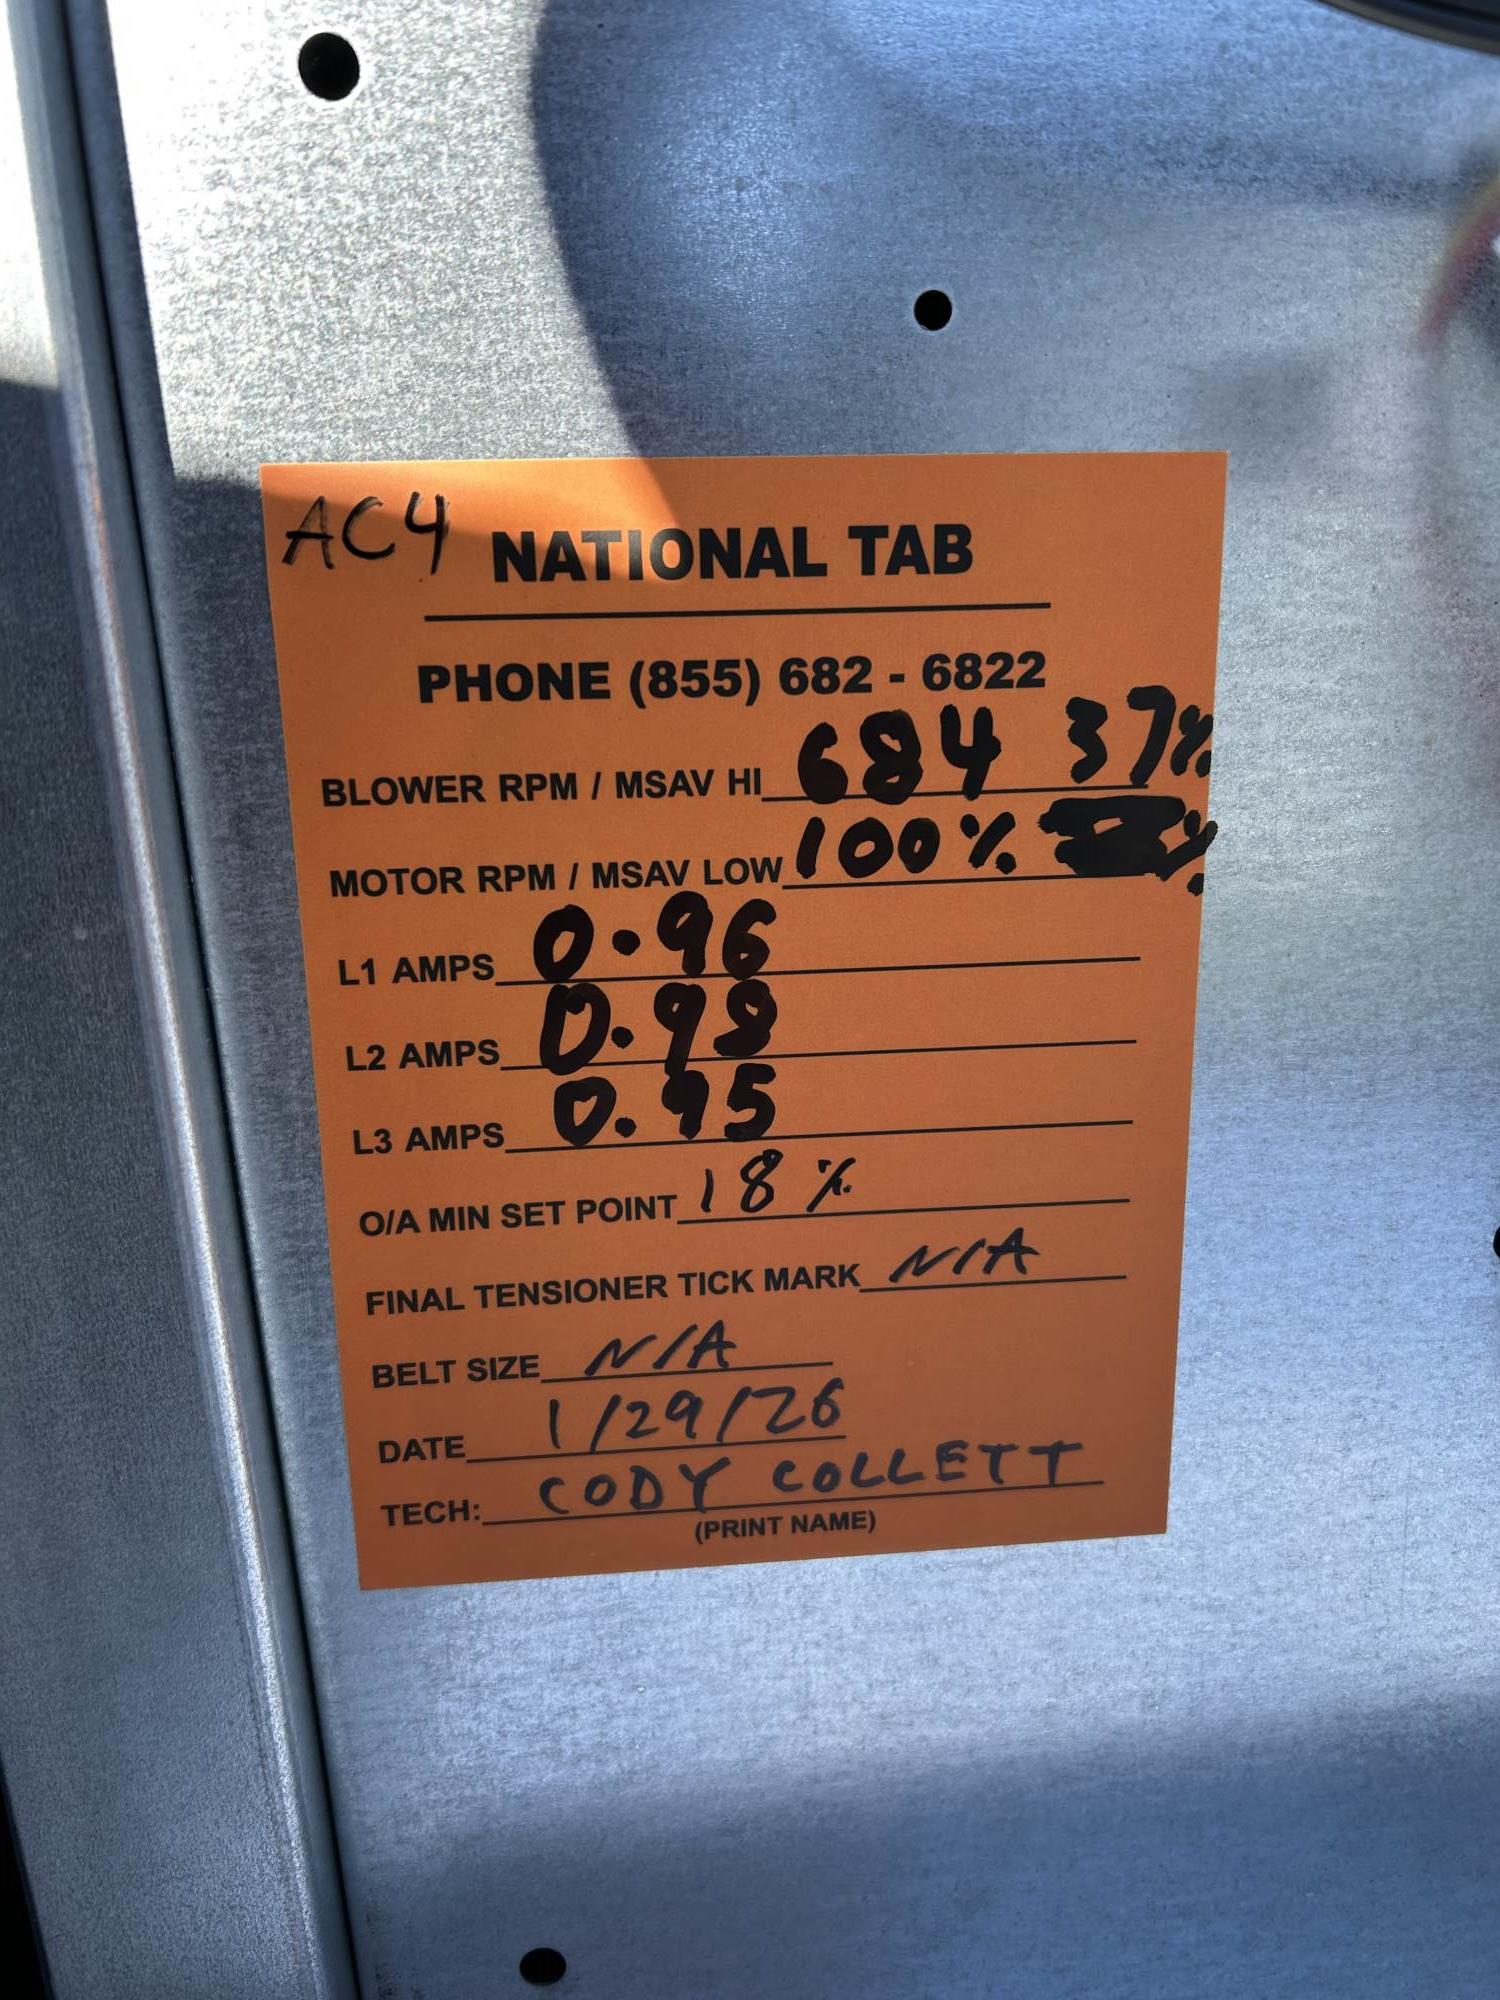 AC4
NATIONAL TAB
PHONE (855) 682 - 6822
BLOWER RPM / MSAV HI 684 37%
MOTOR RPM / MSAV LOW 100% %
L1 AMPS 0.96
L2 AMPS 0.98
L3 AMPS 0.95
O/A MIN SET POINT 18%
FINAL TENSIONER TICK MARK N/A
BELT SIZE N/A
DATE 1/29/26
TECH: CODY COLLETT
(PRINT NAME)